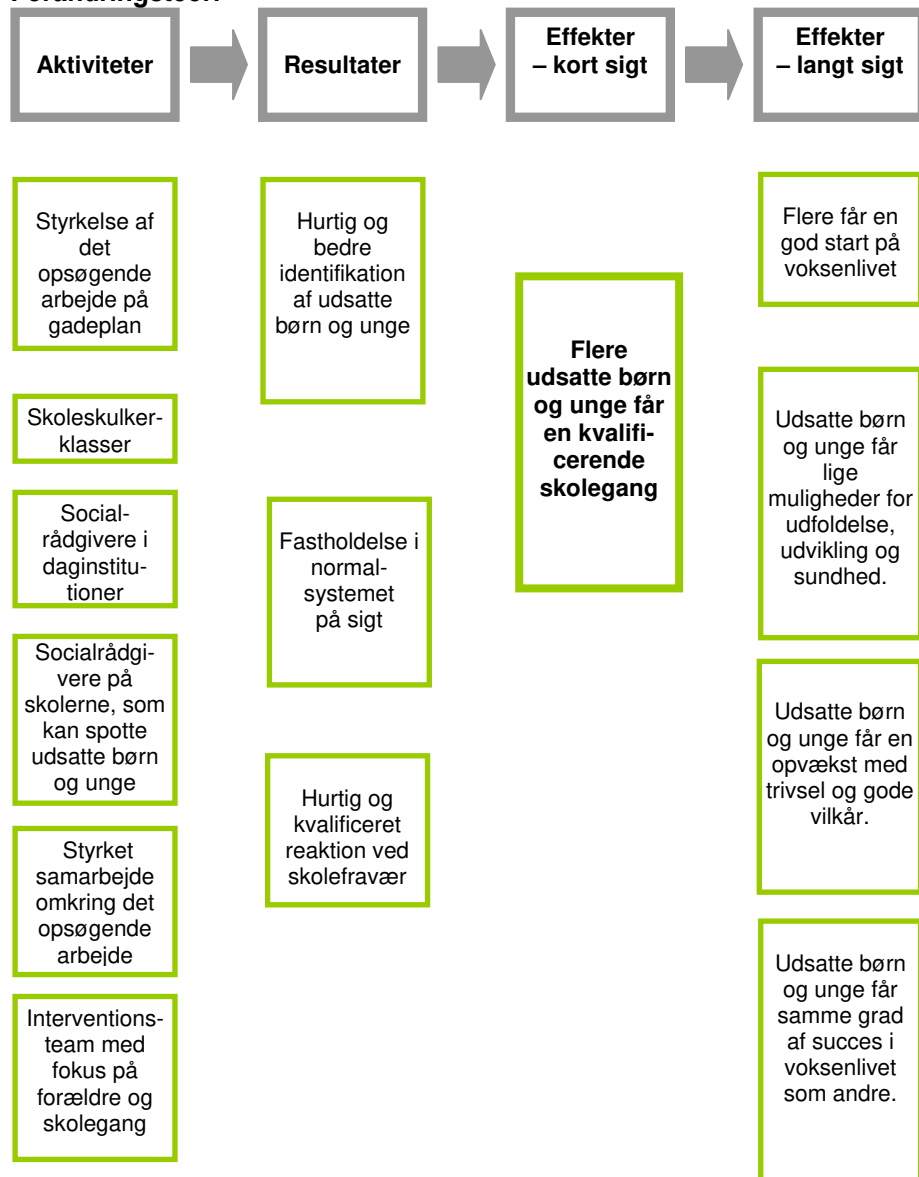 Aktiviteter
Resultater
Effekter
– kort sigt
Effekter
– langt sigt
Styrkelse af
det
opsøgende
arbejde på
gadeplan
Skoleskulker-
klasser
Social-
rådgivere i
daginstitu-
tioner
Socialrådgi-
vere på
skolerne, som
kan spotte
udsatte børn
og unge
Styrket
samarbejde
omkring det
opsøgende
arbejde
Interventions-
team med
fokus på
forældre og
skolegang
Hurtig og
bedre
identifikation
af udsatte
børn og unge
Fastholdelse i
normal-
systemet
på sigt
Hurtig og
kvalificeret
reaktion ved
skolefravær
Flere
udsatte børn
og unge får
en kvalifi-
cerende
skolegang
Flere får en
god start på
voksenlivet
Udsatte børn
og unge får
lige
muligheder for
udfoldelse,
udvikling og
sundhed.
Udsatte børn
og unge får en
opvækst med
trivsel og gode
vilkår.
Udsatte børn
og unge får
samme grad
af succes i
voksenlivet
som andre.